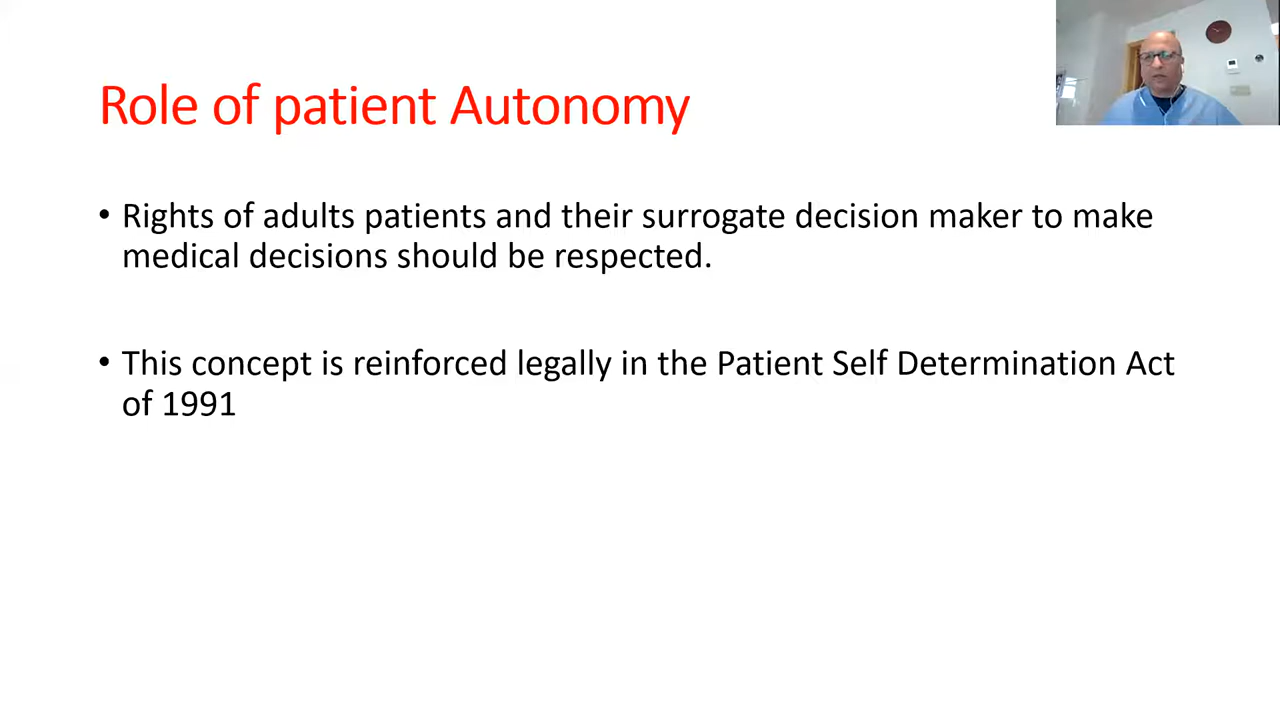 Role of patient Autonomy
• Rights of adults patients and their surrogate decision maker to make
medical decisions should be respected.
• This concept is reinforced legally in the Patient Self Determination Act
of 1991